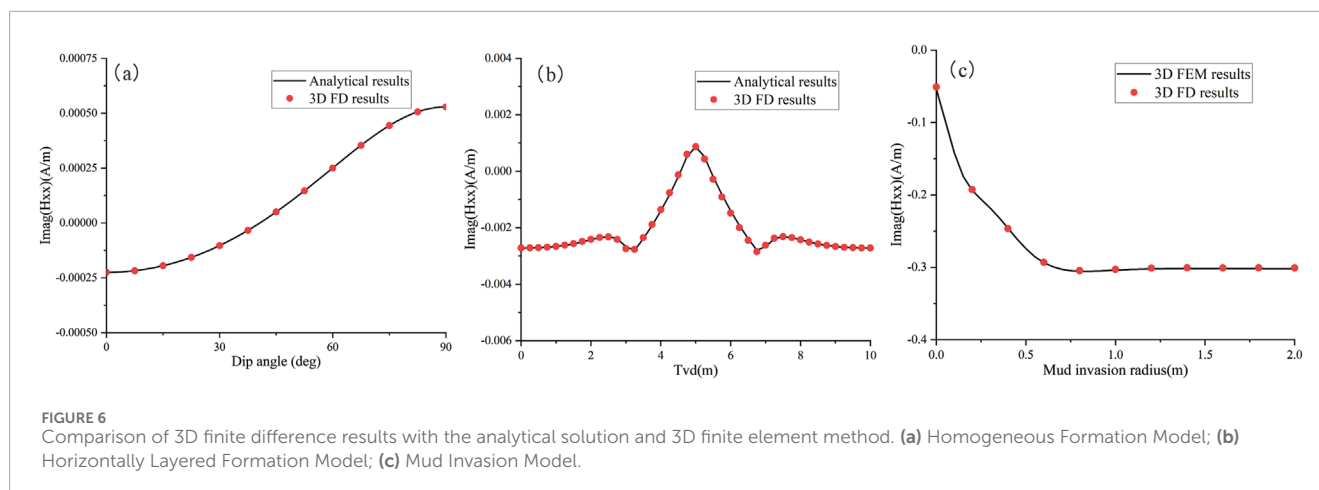 (a)
Analytical results
3D FD results
0.00075
0.00050
0.00025
0.00000
-0.00025
-0.00050
Imag(Hxx)(A/m)
0
30
60
90
Dip angle (deg)
(b)
Analytical results
3D FD results
0.004
0.002
0.000
-0.002
-0.004
-0.006
Imag(Hxx)(A/m)
0
2
4
6
8
10
Tvd(m)
(c)
3D FEM results
3D FD results
0.0
-0.1
-0.2
-0.3
-0.4
Imag(Hxx)(A/m)
0.0
0.5
1.0
1.5
2.0
Mud invasion radius(m)
FIGURE 6
Comparison of 3D finite difference results with the analytical solution and 3D finite element method. (a) Homogeneous Formation Model; (b)
Horizontally Layered Formation Model; (c) Mud Invasion Model.